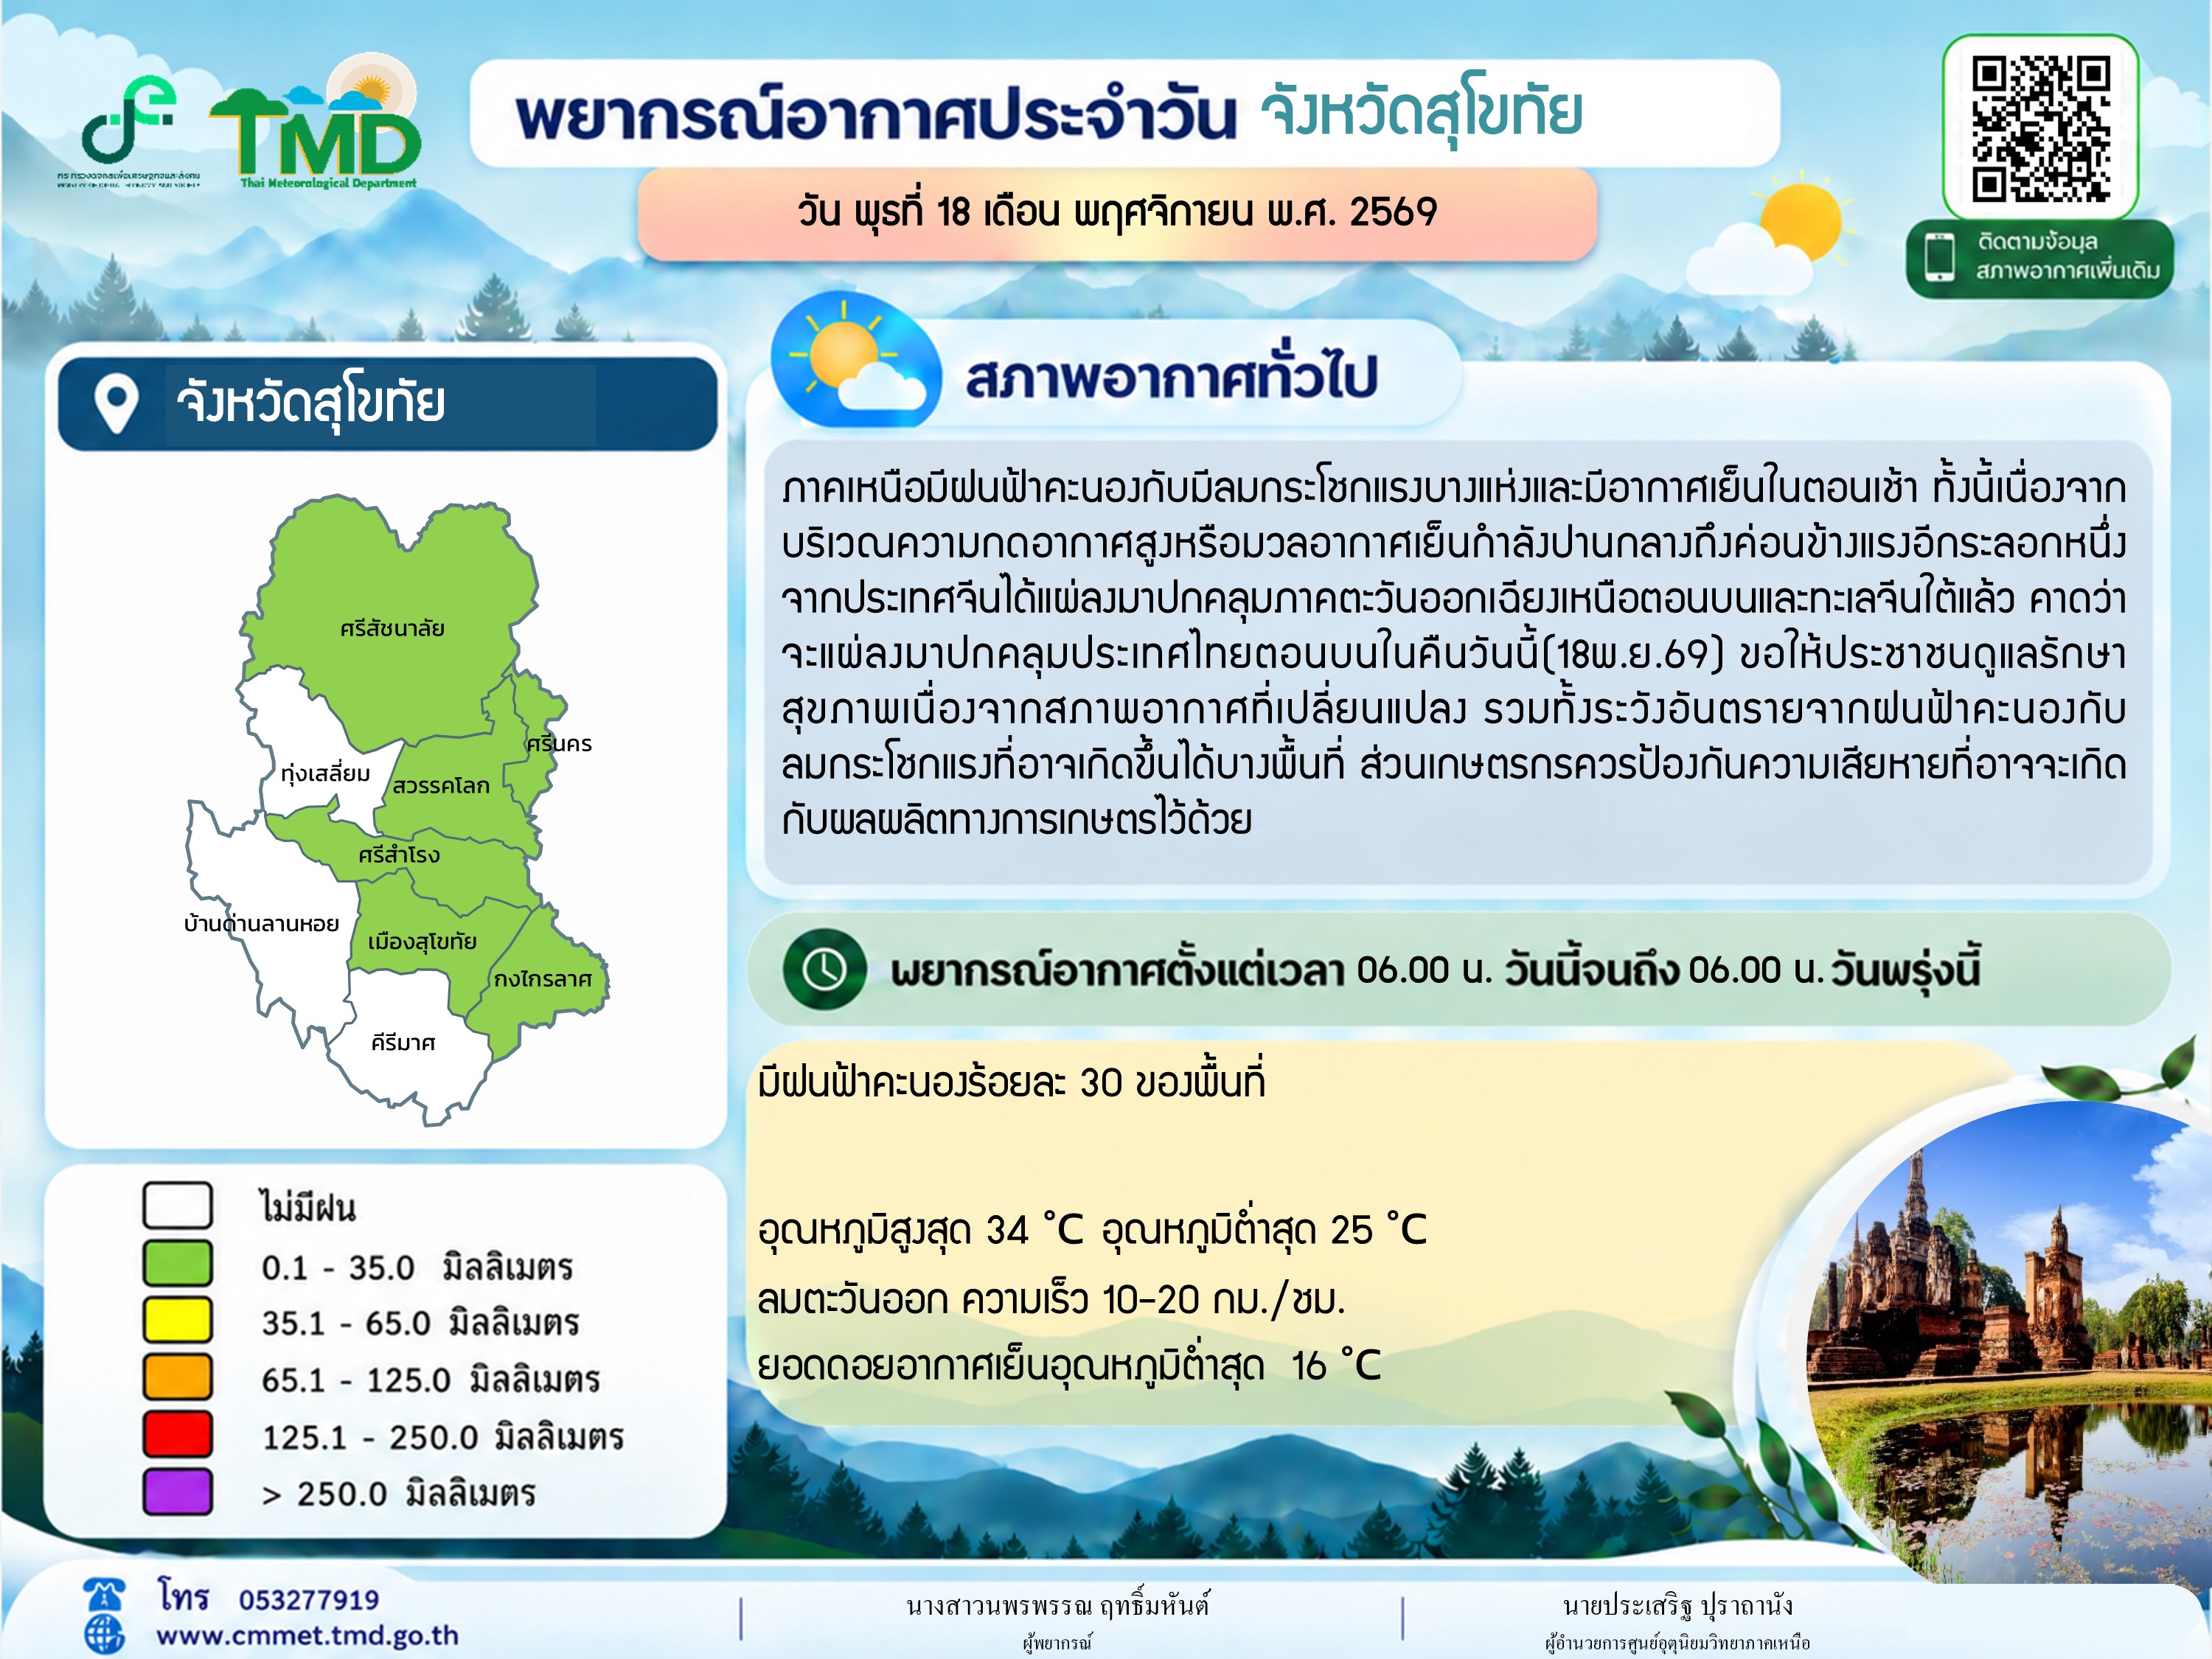 TMD
Thai Meteorological Department
พยากรณ์อากาศประจำวัน จังหวัดสุโขทัย
วัน พุธที่ 18 เดือน พฤศจิกายน พ.ศ. 2569
ติดตามข้อมูล
สภาพอากาศเพิ่มเติม
จังหวัดสุโขทัย
ศรีสัชนาลัย
ศรีนคร
ทุ่งเสลี่ยม
สวรรคโลก
ศรีสำโรง
บ้านด่านลานหอย
เมืองสุโขทัย
กงไกรลาศ
คีรีมาศ
ไม่มีฝน
0.1 - 35.0 มิลลิเมตร
35.1 - 65.0 มิลลิเมตร
65.1 - 125.0 มิลลิเมตร
125.1 - 250.0 มิลลิเมตร
> 250.0 มิลลิเมตร
สภาพอากาศทั่วไป
ภาคเหนือมีฝนฟ้าคะนองกับมีลมกระโชกแรงบางแห่งและมีอากาศเย็นในตอนเช้า ทั้งนี้เนื่องจาก
บริเวณความกดอากาศสูงหรือมวลอากาศเย็นกำลังปานกลางถึงค่อนข้างแรงอีกระลอกหนึ่ง
จากประเทศจีนได้แผ่ลงมาปกคลุมภาคตะวันออกเฉียงเหนือตอนบนและทะเลจีนใต้แล้ว คาดว่า
จะแผ่ลงมาปกคลุมประเทศไทยตอนบนในคืนวันนี้(18พ.ย.69) ขอให้ประชาชนดูแลรักษา
สุขภาพเนื่องจากสภาพอากาศที่เปลี่ยนแปลง รวมทั้งระวังอันตรายจากฝนฟ้าคะนองกับ
ลมกระโชกแรงที่อาจเกิดขึ้นได้บางพื้นที่ ส่วนเกษตรกรควรป้องกันความเสียหายที่อาจจะเกิด
กับผลผลิตทางการเกษตรไว้ด้วย
พยากรณ์อากาศตั้งแต่เวลา 06.00 น. วันนี้จนถึง 06.00 น. วันพรุ่งนี้
มีฝนฟ้าคะนองร้อยละ 30 ของพื้นที่
อุณหภูมิสูงสุด 34 °C อุณหภูมิต่ำสุด 25 °C
ลมตะวันออก ความเร็ว 10-20 กม./ชม.
ยอดดอยอากาศเย็นอุณหภูมิต่ำสุด 16 °C
โทร 053277919
www.cmmet.tmd.go.th
นางสาวนพรพรรณ ฤทธิ์มหันต์
ผู้พยากรณ์
นายประเสริฐ ปุราถานัง
ผู้อำนวยการศูนย์อุตุนิยมวิทยาภาคเหนือ